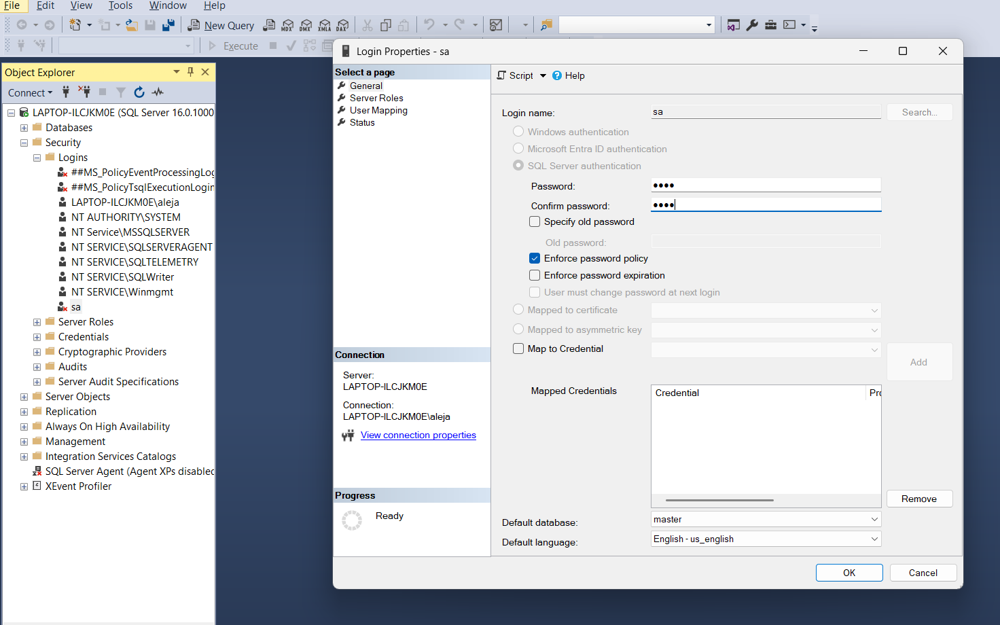 File Edit View Tools Window Help
New Query MDX DMX XMLA DAX
Execute
Object Explorer
Connect
LAPTOP-ILCJKM0E (SQL Server 16.0.1000
Databases
Security
Logins
##MS_PolicyEventProcessingLog
##MS_PolicyTsqlExecutionLogin
LAPTOP-ILCJKM0E\aleja
NT AUTHORITY\SYSTEM
NT Service\MSSQLSERVER
NT SERVICE\SQLSERVERAGENT
NT SERVICE\SQLTELEMETRY
NT SERVICE\SQLWriter
NT SERVICE\Winmgmt
sa
Server Roles
Credentials
Cryptographic Providers
Audits
Server Audit Specifications
Server Objects
Replication
Always On High Availability
Management
Integration Services Catalogs
SQL Server Agent (Agent XPs disabled
XEvent Profiler
Login Properties - sa
Select a page
General
Server Roles
User Mapping
Status
Connection
Server:
LAPTOP-ILCJKM0E
Connection:
LAPTOP-ILCJKM0E\aleja
View connection properties
Progress
Ready
Script Help
Login name: sa Search...
Windows authentication
Microsoft Entra ID authentication
SQL Server authentication
Password: ●●●●
Confirm password: ●●●●
Specify old password
Old password:
Enforce password policy
Enforce password expiration
User must change password at next login
Mapped to certificate
Mapped to asymmetric key
Map to Credential
Add
Mapped Credentials Credential Pro
Remove
Default database: master
Default language: English - us_english
OK Cancel